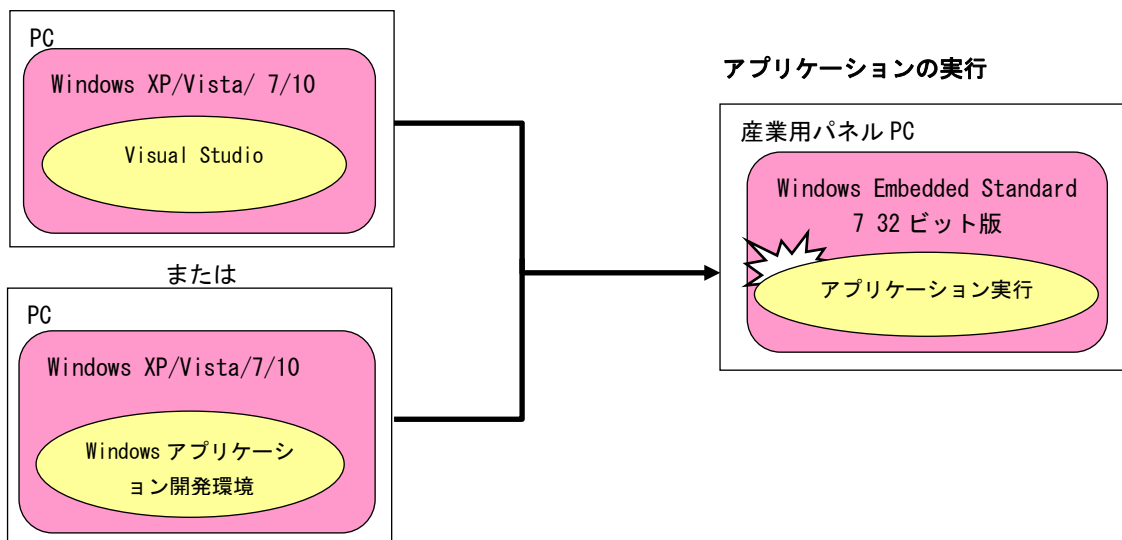 PC
Windows XP/Vista/ 7/10
Visual Studio
または
PC
Windows XP/Vista/7/10
Windows アプリケーシ
ョン開発環境
アプリケーションの実行
産業用パネル PC
Windows Embedded Standard
7 32 ビット版
アプリケーション実行